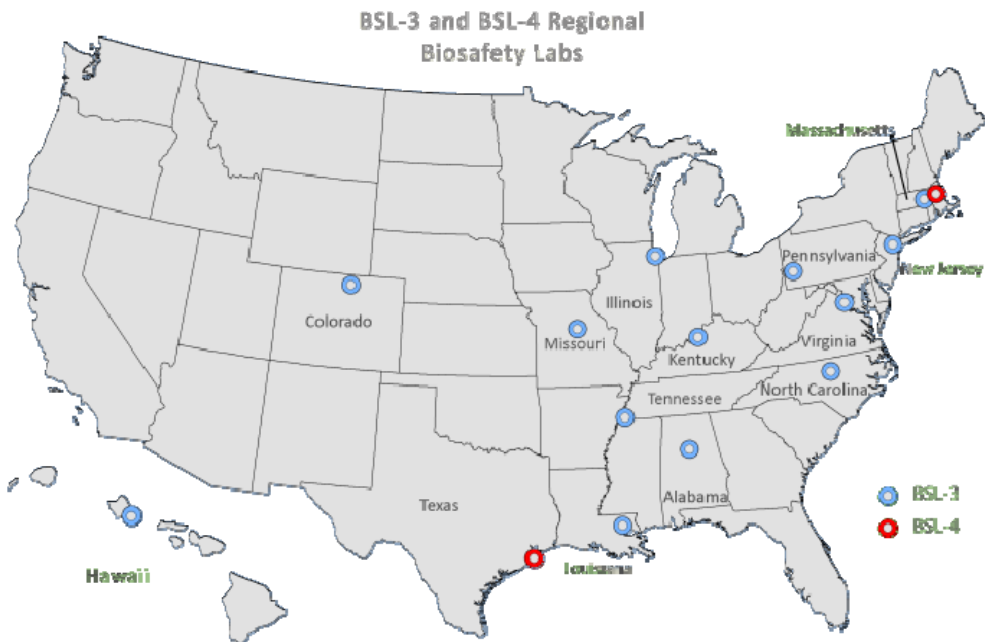 BSL-3 and BSL-4 Regional
Biosafety Labs
Massachusetts
Pennsylvania
New Jersey
Illinois
Colorado
Missouri
Virginia
Kentucky
North Carolina
Tennessee
Texas
Alabama
BSL-3
BSL-4
Hawaii
Louisiana